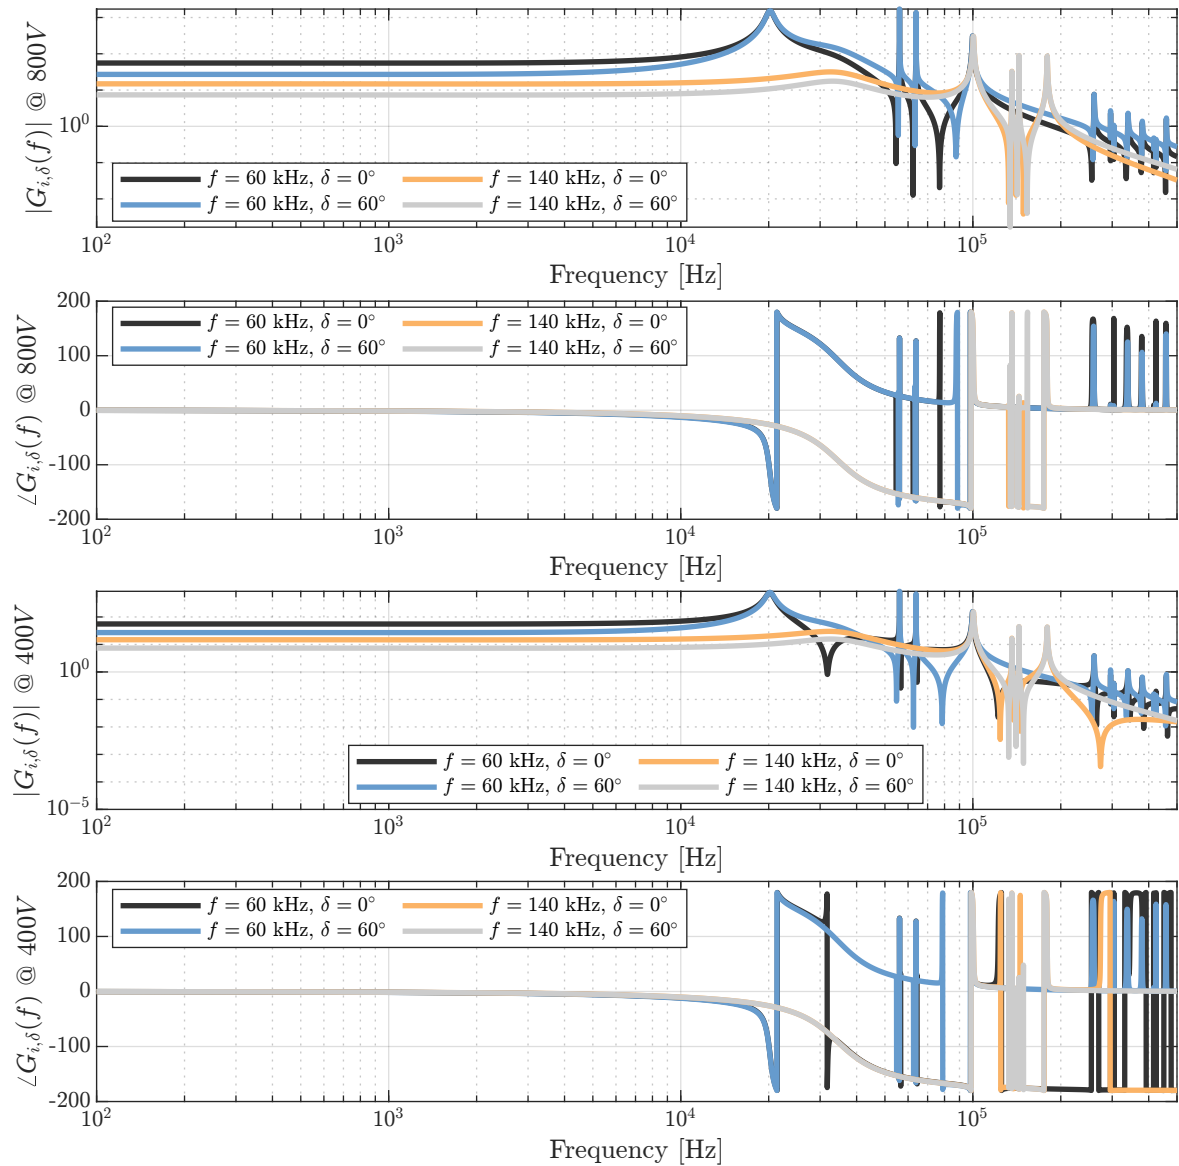 |G_{i,δ}(f)| @ 800V
10^0
f = 60 kHz, δ = 0° f = 140 kHz, δ = 0°
f = 60 kHz, δ = 60° f = 140 kHz, δ = 60°
10^2 10^3 10^4 10^5
Frequency [Hz]
∠G_{i,δ}(f) @ 800V
200
100
0
-100
-200
f = 60 kHz, δ = 0° f = 140 kHz, δ = 0°
f = 60 kHz, δ = 60° f = 140 kHz, δ = 60°
10^2 10^3 10^4 10^5
Frequency [Hz]
|G_{i,δ}(f)| @ 400V
10^0
10^{-5}
f = 60 kHz, δ = 0° f = 140 kHz, δ = 0°
f = 60 kHz, δ = 60° f = 140 kHz, δ = 60°
10^2 10^3 10^4 10^5
Frequency [Hz]
∠G_{i,δ}(f) @ 400V
200
100
0
-100
-200
f = 60 kHz, δ = 0° f = 140 kHz, δ = 0°
f = 60 kHz, δ = 60° f = 140 kHz, δ = 60°
10^2 10^3 10^4 10^5
Frequency [Hz]